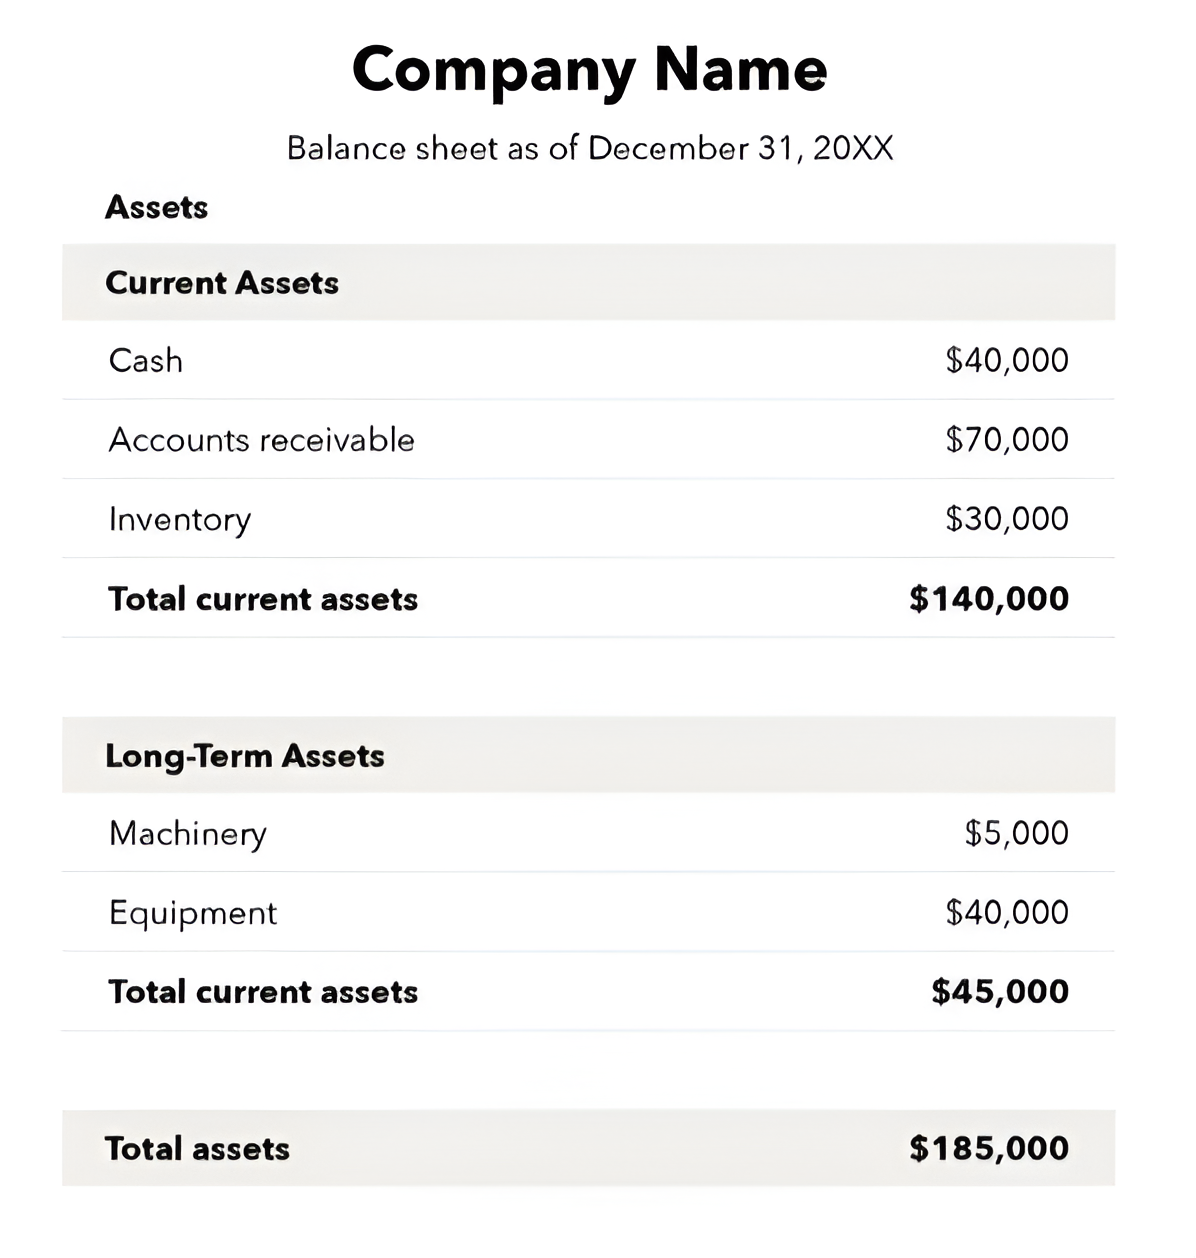 Company Name
Balance sheet as of December 31, 20XX
Assets
Current Assets
Cash $40,000
Accounts receivable $70,000
Inventory $30,000
Total current assets $140,000
Long-Term Assets
Machinery $5,000
Equipment $40,000
Total current assets $45,000
Total assets $185,000